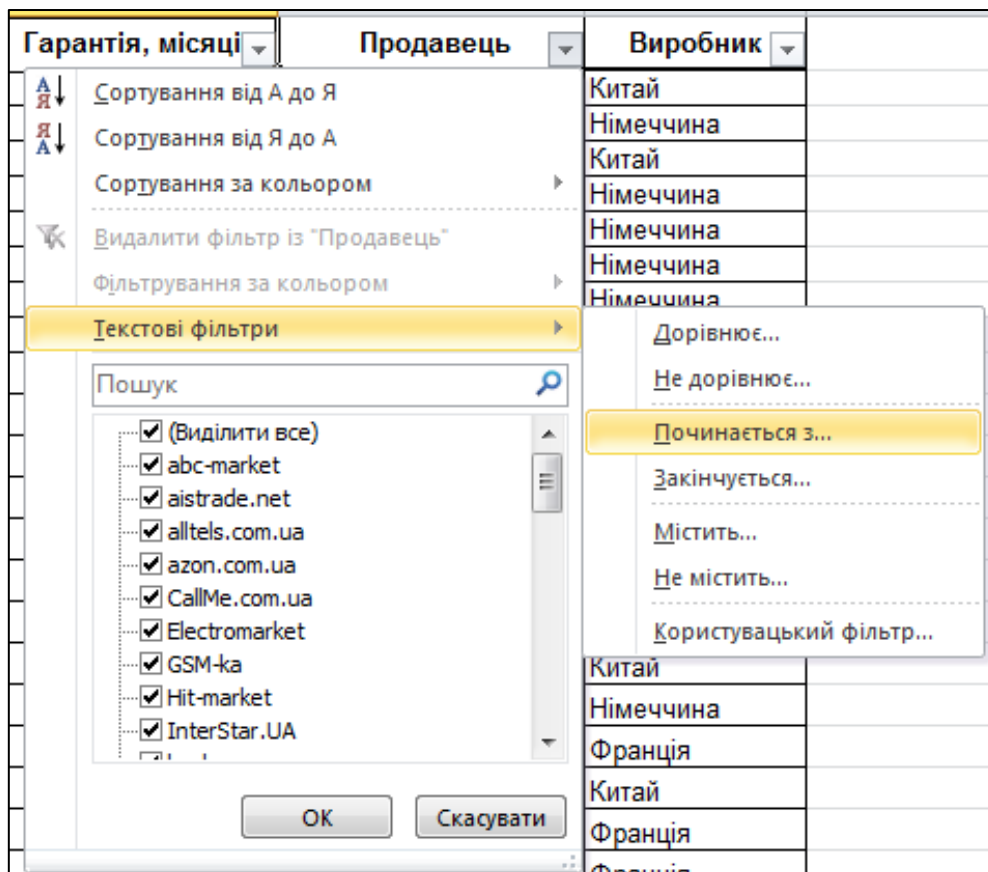 Гарантія, місяці Продавець Виробник
Сортування від А до Я
Сортування від Я до А
Сортування за кольором
Видалити фільтр із "Продавець"
Фільтрування за кольором
Текстові фільтри
Пошук
(Виділити все)
abc-market
aistrade.net
alltels.com.ua
azon.com.ua
CallMe.com.ua
Electromarket
GSM-ka
Hit-market
InterStar.UA
ОК Скасувати
Китай
Німеччина
Китай
Німеччина
Німеччина
Німеччина
Німеччина
Дорівнює...
Не дорівнює...
Починається з...
Закінчується...
Містить...
Не містить...
Користувацький фільтр...
Китай
Німеччина
Франція
Китай
Франція
Франція